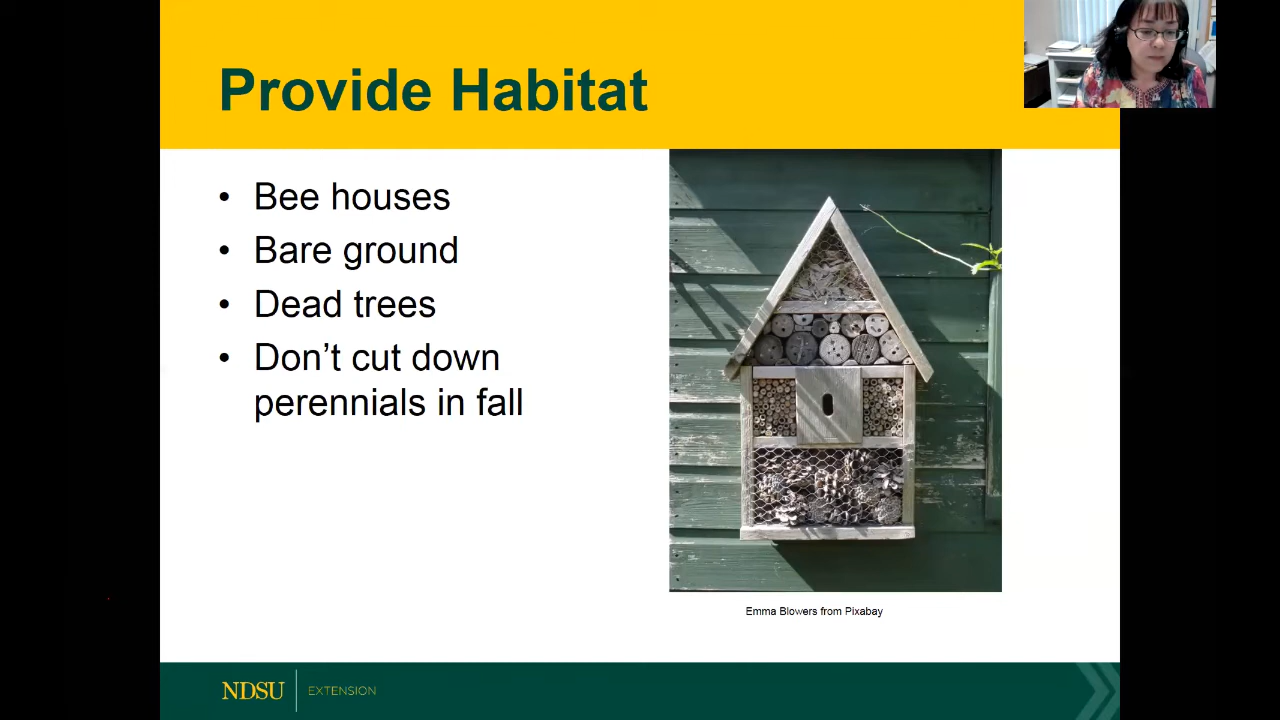 Provide Habitat
• Bee houses
• Bare ground
• Dead trees
• Don’t cut down
perennials in fall
Emma Blowers from Pixabay
NDSU EXTENSION